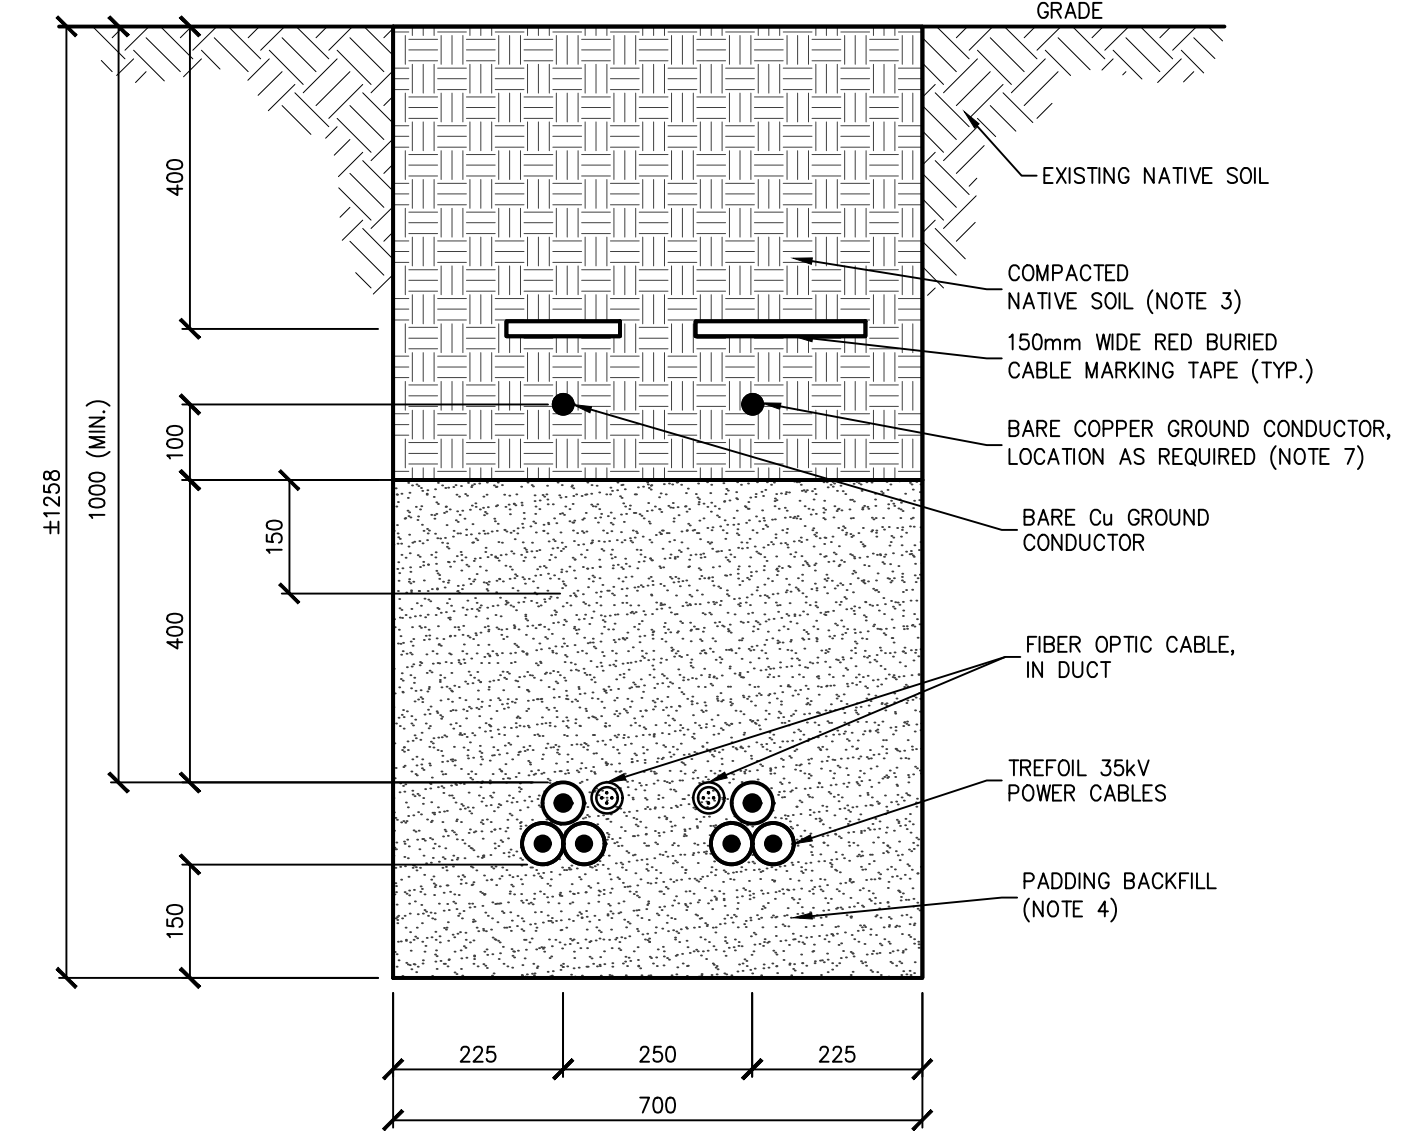 GRADE
400
EXISTING NATIVE SOIL
COMPACTED
NATIVE SOIL (NOTE 3)
150mm WIDE RED BURIED
CABLE MARKING TAPE (TYP.)
100
1000 (MIN.)
±1258
BARE COPPER GROUND CONDUCTOR,
LOCATION AS REQUIRED (NOTE 7)
150
BARE Cu GROUND
CONDUCTOR
400
FIBER OPTIC CABLE,
IN DUCT
TREFOIL 35kV
POWER CABLES
150
PADDING BACKFILL
(NOTE 4)
225 250 225
700